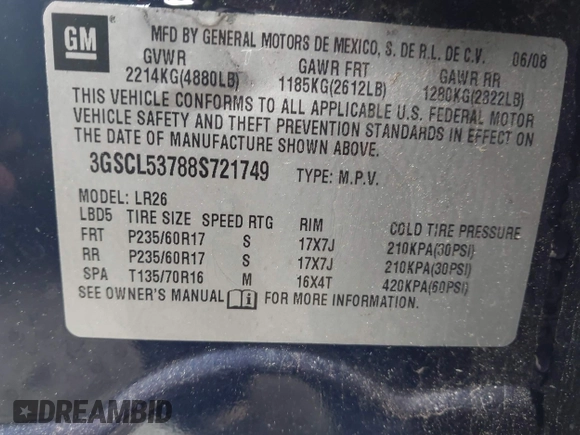 GM
MFD BY GENERAL MOTORS DE MEXICO, S. DE R.L. DE C.V. 06/08
GVWR GAWR FRT GAWR RR
2214KG(4880LB) 1185KG(2612LB) 1280KG(2822LB)
THIS VEHICLE CONFORMS TO ALL APPLICABLE U.S. FEDERAL MOTOR
VEHICLE SAFETY AND THEFT PREVENTION STANDARDS IN EFFECT ON
THE DATE OF MANUFACTURE SHOWN ABOVE.
3GSCL53788S721749 TYPE: M.P.V.
MODEL: LR26
LBD5 TIRE SIZE SPEED RTG RIM COLD TIRE PRESSURE
FRT P235/60R17 S 17X7J 210KPA(30PSI)
RR P235/60R17 S 17X7J 210KPA(30PSI)
SPA T135/70R16 M 16X4T 420KPA(60PSI)
SEE OWNER'S MANUAL i FOR MORE INFORMATION.
DREAMBID